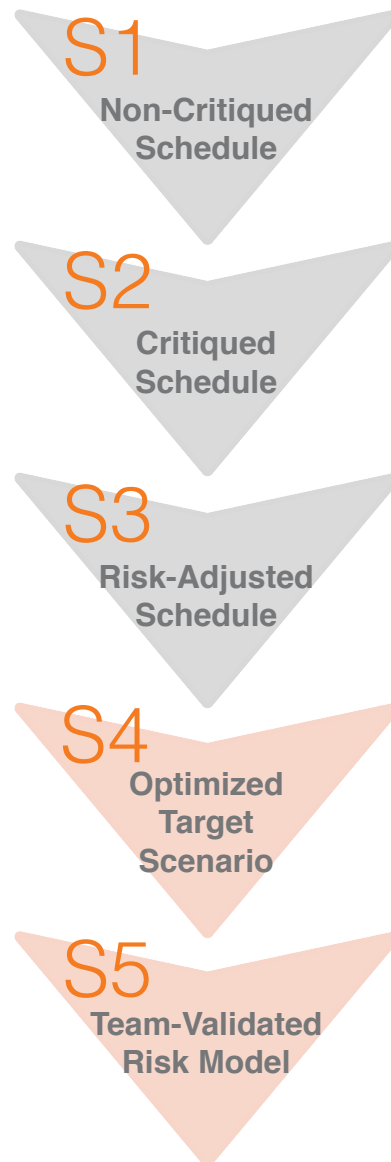 S1
Non-Critiqued
Schedule
S2
Critiqued
Schedule
S3
Risk-Adjusted
Schedule
S4
Optimized
Target
Scenario
S5
Team-Validated
Risk Model